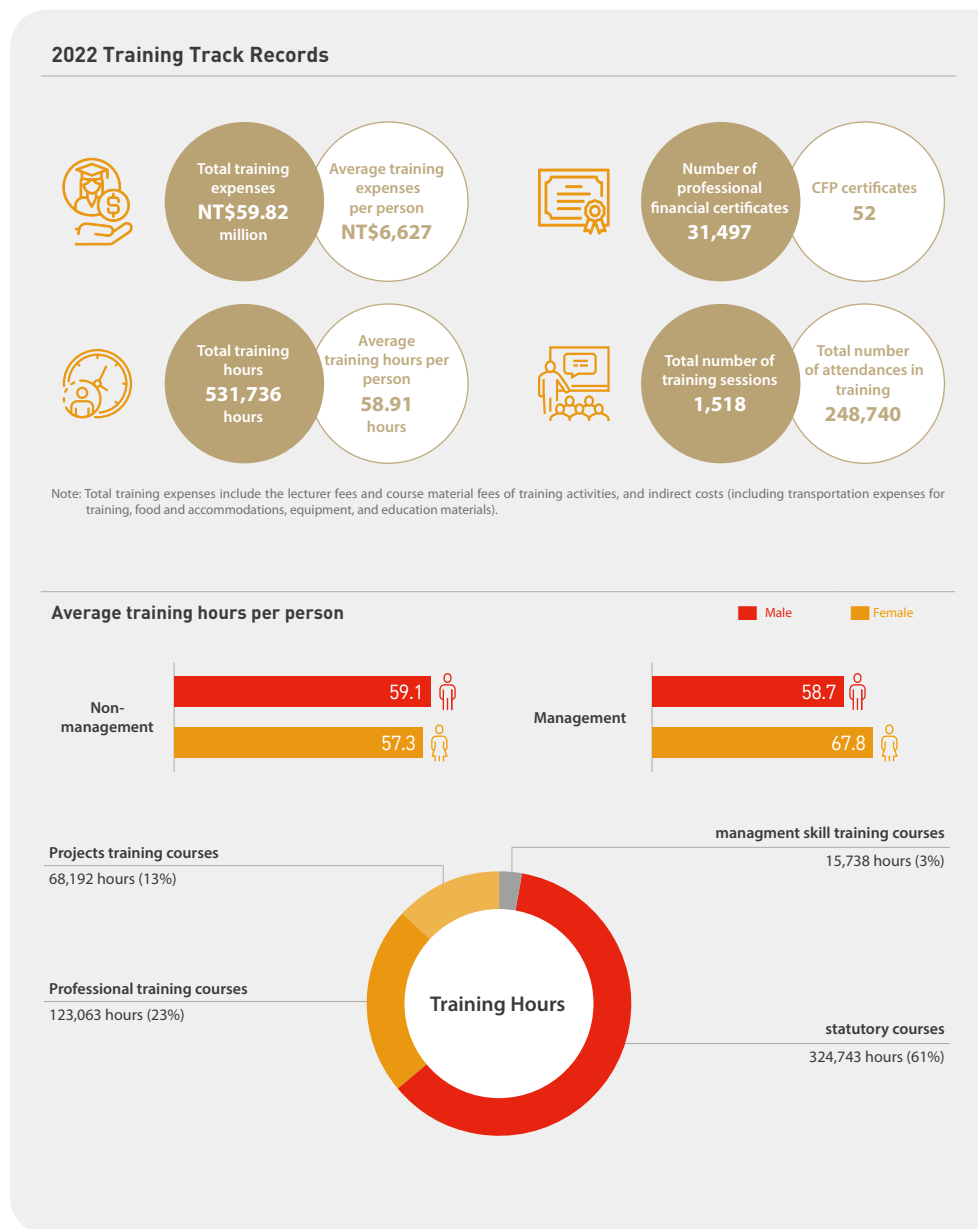 2022 Training Track Records
Total training
expenses
NT$59.82
million
Average training
expenses
per person
NT$6,627
Number of
professional
financial certificates
31,497
CFP certificates
52
Total training
hours
531,736
hours
Average
training hours per
person
58.91
hours
Total number of
training sessions
1,518
Total number
of attendances in
training
248,740
Note: Total training expenses include the lecturer fees and course material fees of training activities, and indirect costs (including transportation expenses for
training, food and accommodations, equipment, and education materials).
Average training hours per person
Male
Female
Non-
management
59.1
57.3
Management
58.7
67.8
managment skill training courses
15,738 hours (3%)
Projects training courses
68,192 hours (13%)
Professional training courses
123,063 hours (23%)
Training Hours
statutory courses
324,743 hours (61%)